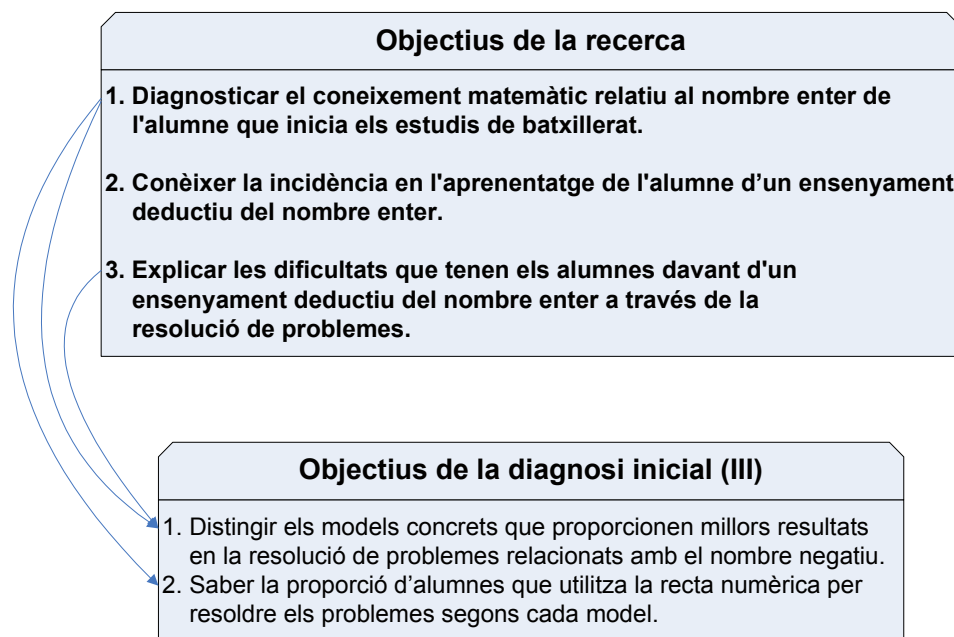 Objectius de la recerca
1. Diagnosticar el coneixement matemàtic relatiu al nombre enter de
l'alumne que inicia els estudis de batxillerat.
2. Conèixer la incidència en l'aprenentatge de l'alumne d’un ensenyament
deductiu del nombre enter.
3. Explicar les dificultats que tenen els alumnes davant d'un
ensenyament deductiu del nombre enter a través de la
resolució de problemes.
Objectius de la diagnosi inicial (III)
1. Distingir els models concrets que proporcionen millors resultats
en la resolució de problemes relacionats amb el nombre negatiu.
2. Saber la proporció d’alumnes que utilitza la recta numèrica per
resoldre els problemes segons cada model.